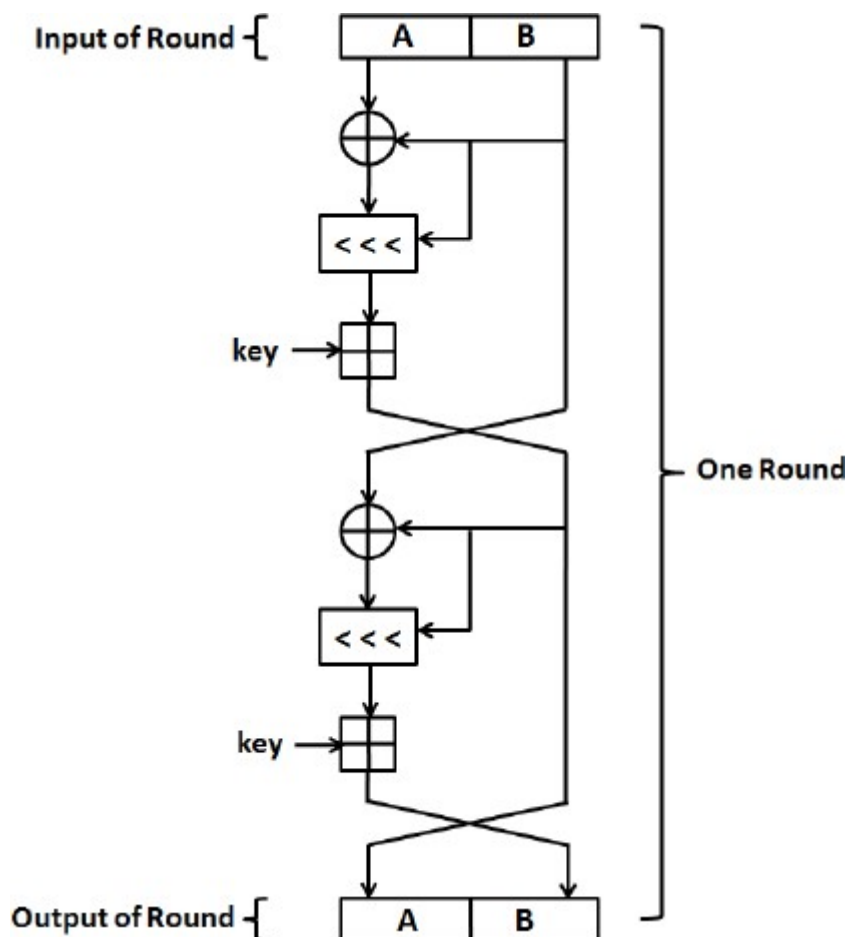 Input of Round
A B
< < <
key
One Round
< < <
key
Output of Round
A B